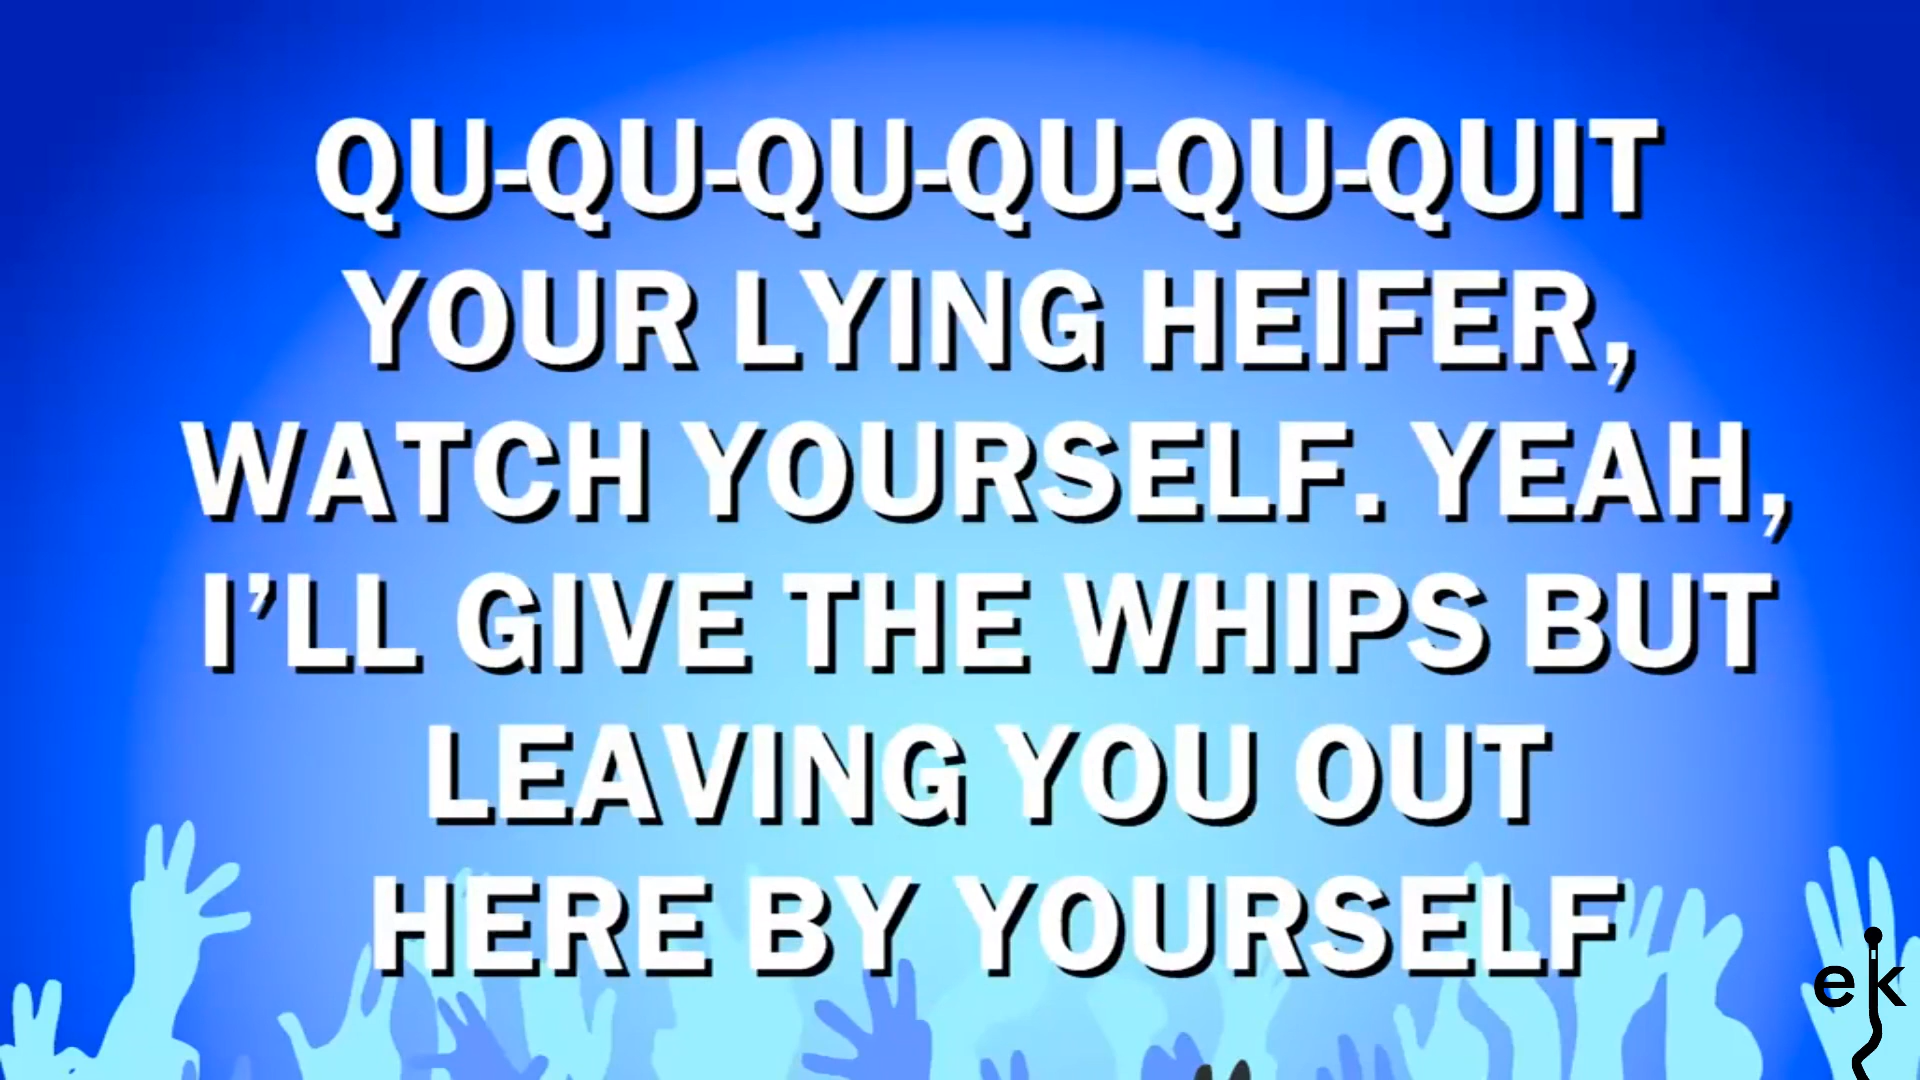 QU-QU-QU-QU-QU-QUIT
YOUR LYING HEIFER,
WATCH YOURSELF. YEAH,
I’LL GIVE THE WHIPS BUT
LEAVING YOU OUT
HERE BY YOURSELF
ek